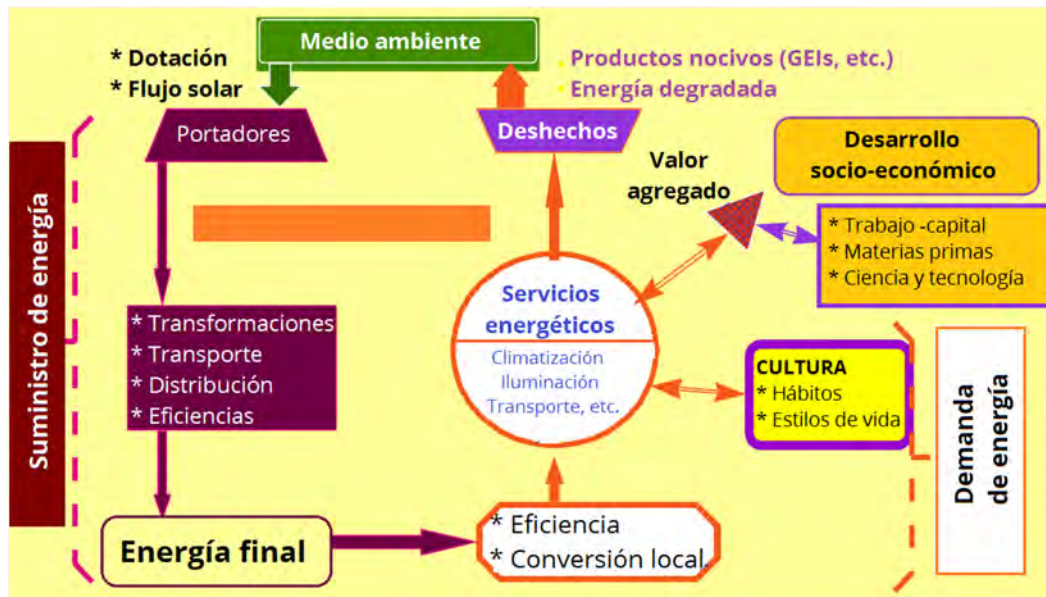 Medio ambiente
* Dotación
* Flujo solar
. Productos nocivos (GEIs, etc.)
. Energía degradada
Portadores
Deshechos
Valor
agregado
Desarrollo
socio-económico
* Trabajo -capital
* Materias primas
* Ciencia y tecnología
Suministro de energía
* Transformaciones
* Transporte
* Distribución
* Eficiencias
Servicios
energéticos
Climatización
Iluminación
Transporte, etc.
CULTURA
* Hábitos
* Estilos de vida
Demanda
de energía
Energía final
* Eficiencia
* Conversión local.